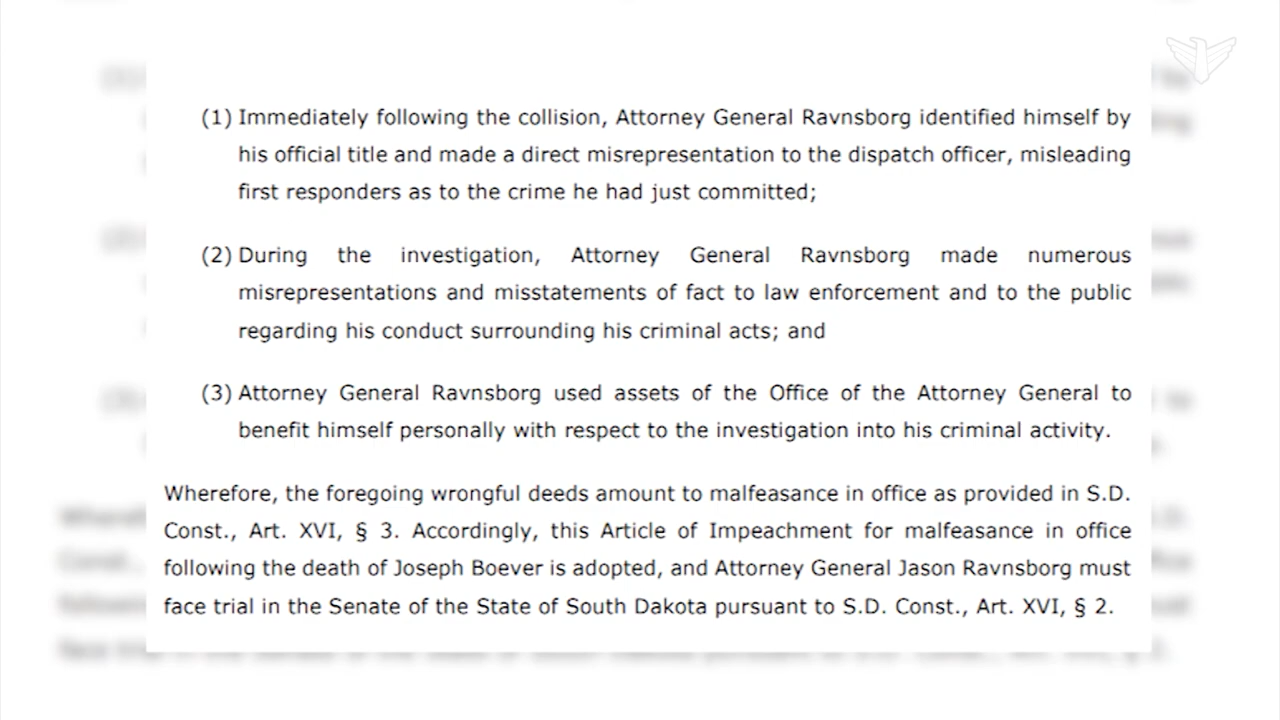 (1) Immediately following the collision, Attorney General Ravnsborg identified himself by
his official title and made a direct misrepresentation to the dispatch officer, misleading
first responders as to the crime he had just committed;
(2) During the investigation, Attorney General Ravnsborg made numerous
misrepresentations and misstatements of fact to law enforcement and to the public
regarding his conduct surrounding his criminal acts; and
(3) Attorney General Ravnsborg used assets of the Office of the Attorney General to
benefit himself personally with respect to the investigation into his criminal activity.
Wherefore, the foregoing wrongful deeds amount to malfeasance in office as provided in S.D.
Const., Art. XVI, § 3. Accordingly, this Article of Impeachment for malfeasance in office
following the death of Joseph Boever is adopted, and Attorney General Jason Ravnsborg must
face trial in the Senate of the State of South Dakota pursuant to S.D. Const., Art. XVI, § 2.